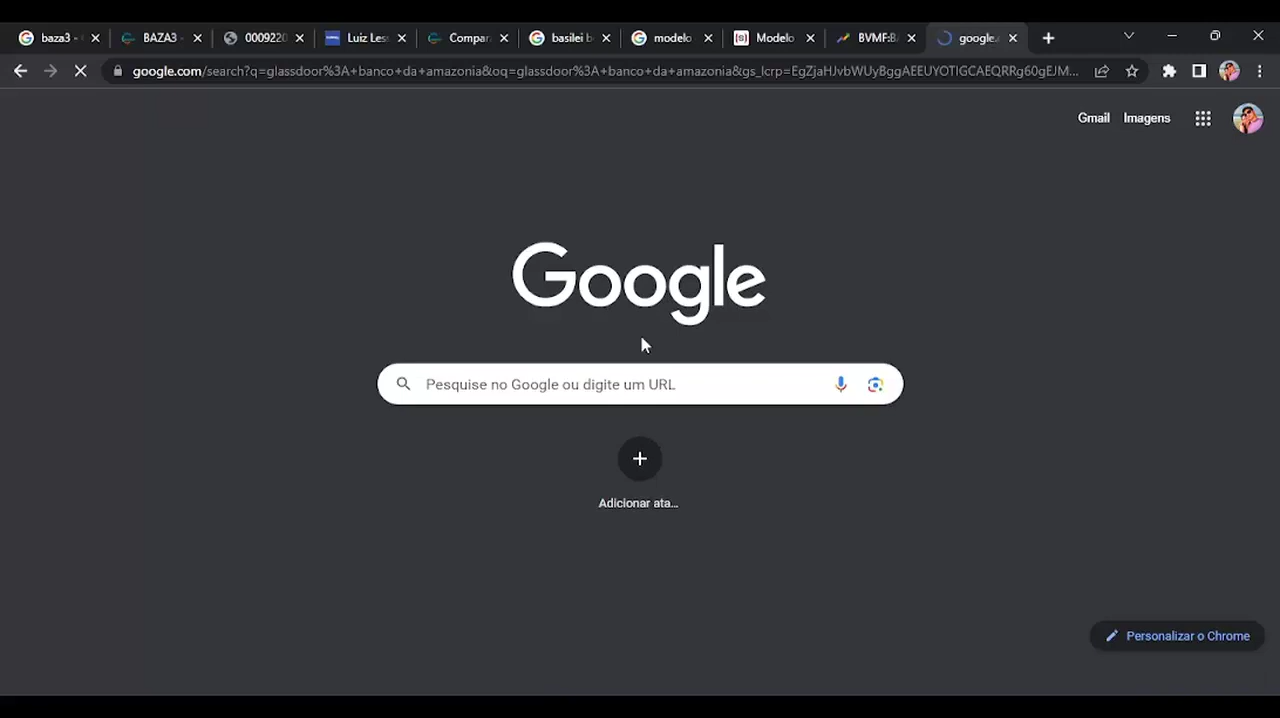 baza3 -
BAZA3 -
0009220
Luiz Les
Compar
basilei b
modelo
Modelo
BVMF:B
google.
google.com/search?q=glassdoor%3A+banco+da+amazonia&oq=glassdoor%3A+banco+da+amazonia&gs_lcrp=EgZjaHJvbWUyBggAEEUYOTIGCAEQRRg60gEJM...
Gmail Imagens
Google
Pesquise no Google ou digite um URL
Adicionar ata...
Personalizar o Chrome